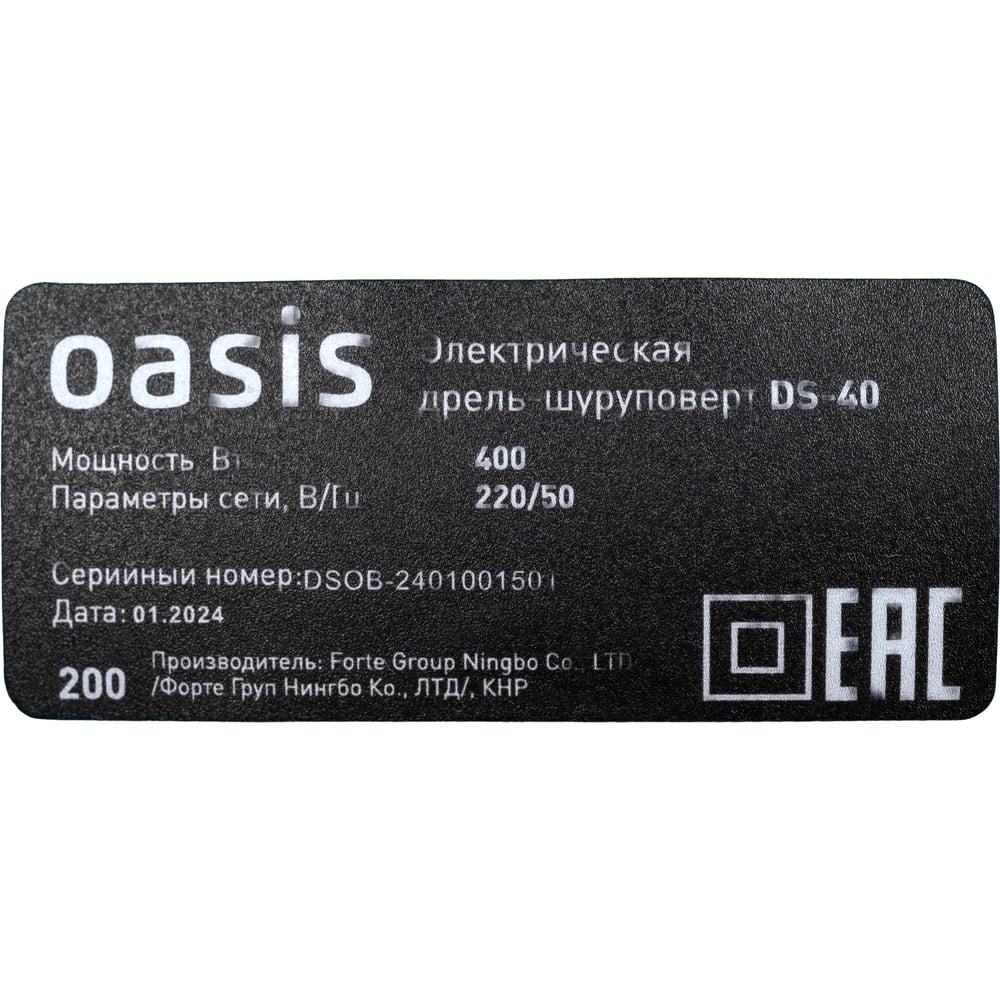 oasis
Электрическая
дрель-шуруповерт DS-40
Мощность, Вт 400
Параметры сети, В/Гц 220/50
Серийный номер: DSOB-2401001501
Дата: 01.2024
200
Производитель: Forte Group Ningbo Co., LTD
/Форте Груп Нингбо Ко., ЛТД/, КНР
EAC